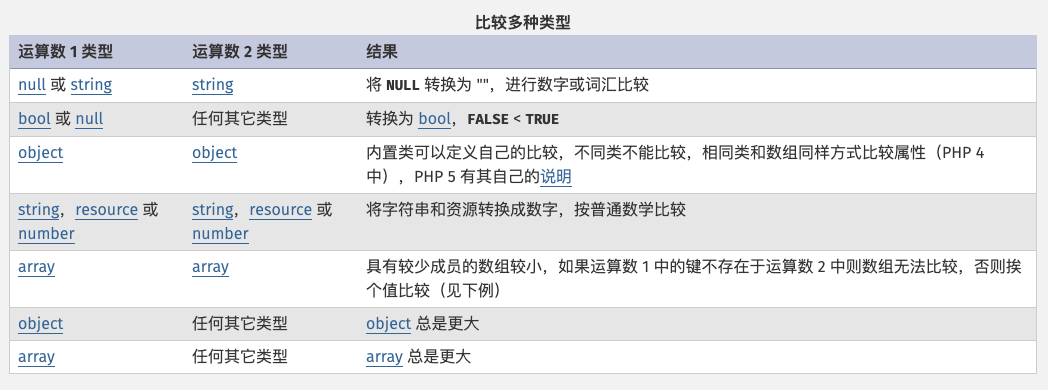 比较多种类型
运算数 1 类型 运算数 2 类型 结果
null 或 string string 将 NULL 转换为 ""，进行数字或词汇比较
bool 或 null 任何其它类型 转换为 bool，FALSE < TRUE
object object 内置类可以定义自己的比较，不同类不能比较，相同类和数组同样方式比较属性（PHP 4
中），PHP 5 有其自己的说明
string，resource 或 string，resource 或 将字符串和资源转换成数字，按普通数学比较
number number
array array 具有较少成员的数组较小，如果运算数 1 中的键不存在于运算数 2 中则数组无法比较，否则挨
个值比较（见下例）
object 任何其它类型 object 总是更大
array 任何其它类型 array 总是更大